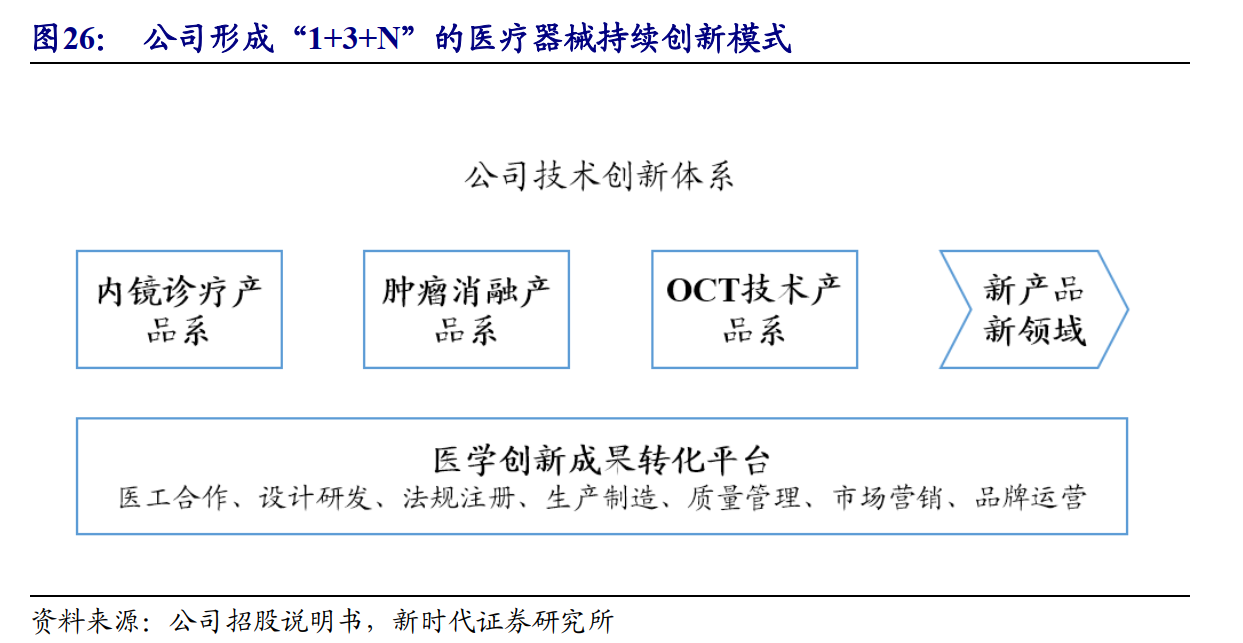 图26： 公司形成“1+3+N”的医疗器械持续创新模式
公司技术创新体系
内镜诊疗产
品系
肿瘤消融产
品系
OCT技术产
品系
新产品
新领域
医学创新成果转化平台
医工合作、设计研发、法规注册、生产制造、质量管理、市场营销、品牌运营
资料来源：公司招股说明书，新时代证券研究所